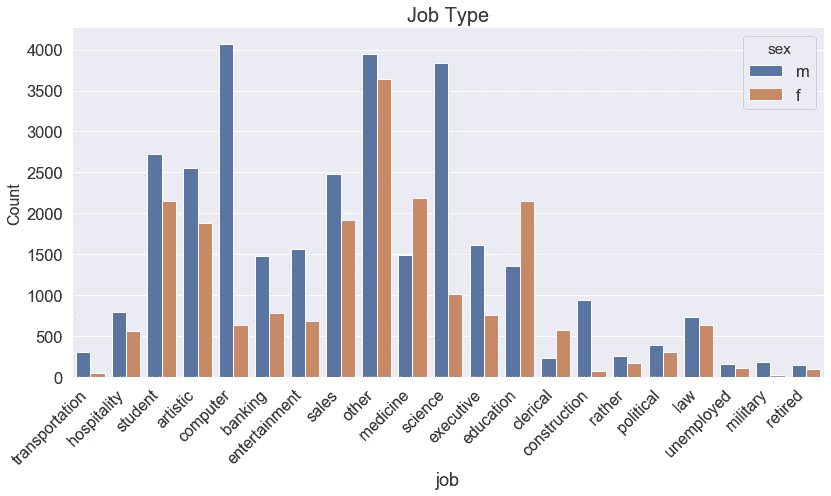 Job Type
sex
m
f
Count
4000
3500
3000
2500
2000
1500
1000
500
0
transportation
hospitality
student
artistic
computer
banking
entertainment
sales
other
medicine
science
executive
education
clerical
construction
rather
political
law
unemployed
military
retired
job